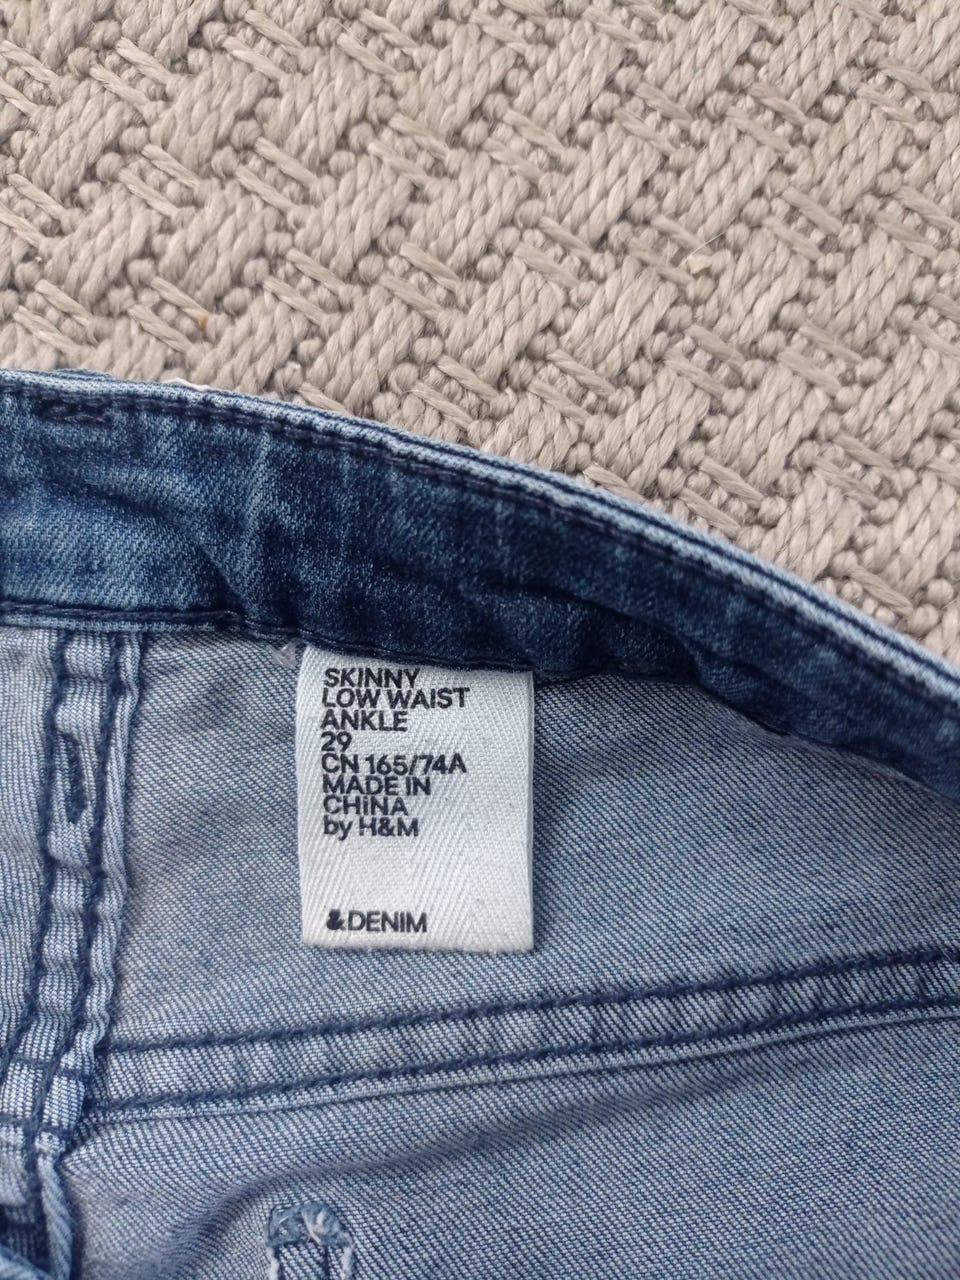 SKINNY
LOW WAIST
ANKLE
29
CN 165/74A
MADE IN
CHINA
by H&M
&DENIM